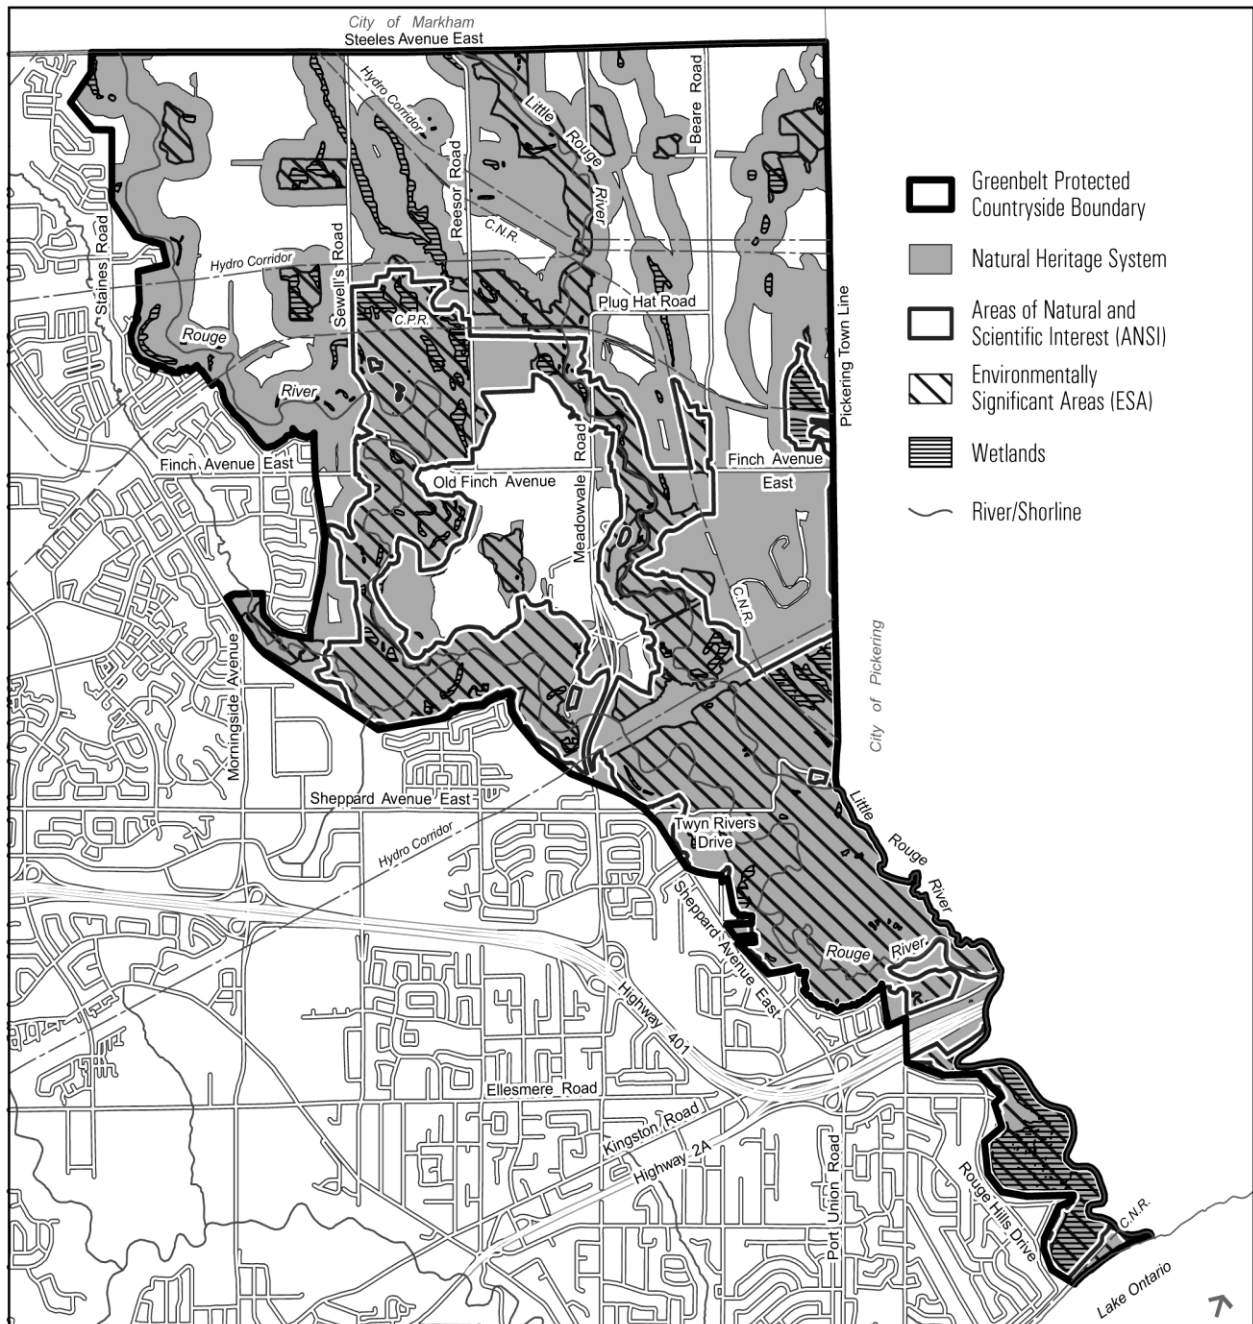 City of Markham
Steeles Avenue East
Hydro Corridor
Little Rouge River
Beare Road
Reesor Road
Staines Road
Sewell's Road
C.N.R.
Hydro Corridor
Plug Hat Road
C.P.R.
Rouge
River
Pickering Town Line
Finch Avenue East
Old Finch Avenue
Meadowvale Road
Finch Avenue
East
C.N.R.
Morningside Avenue
City of Pickering
Sheppard Avenue East
Hydro Corridor
Twyn Rivers
Drive
Little Rouge River
Sheppard Avenue East
Rouge River
Highway 401
Ellesmere Road
Kingston Road
Highway 2A
Port Union Road
Rouge Hills Drive
C.N.R.
Lake Ontario
Greenbelt Protected
Countryside Boundary
Natural Heritage System
Areas of Natural and
Scientific Interest (ANSI)
Environmentally
Significant Areas (ESA)
Wetlands
River/Shorline